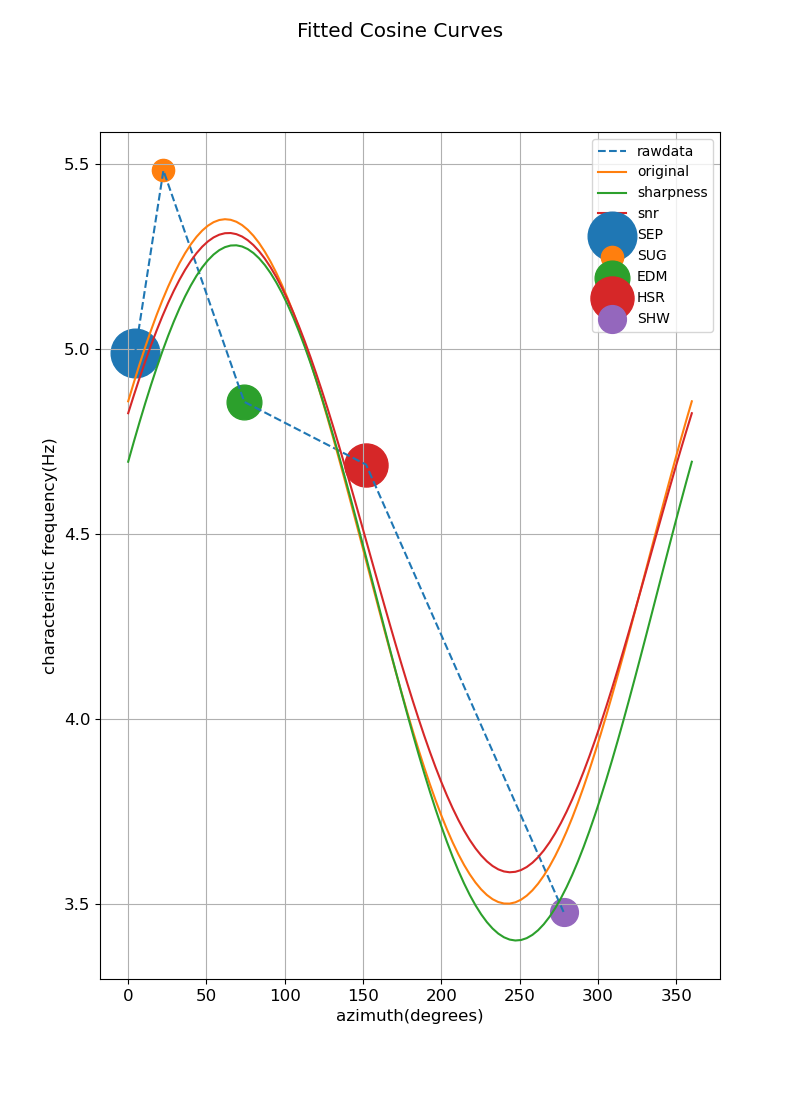 Fitted Cosine Curves
rawdata
original
sharpness
snr
SEP
SUG
EDM
HSR
SHW
5.5
5.0
4.5
4.0
3.5
characteristic frequency(Hz)
0 50 100 150 200 250 300 350
azimuth(degrees)